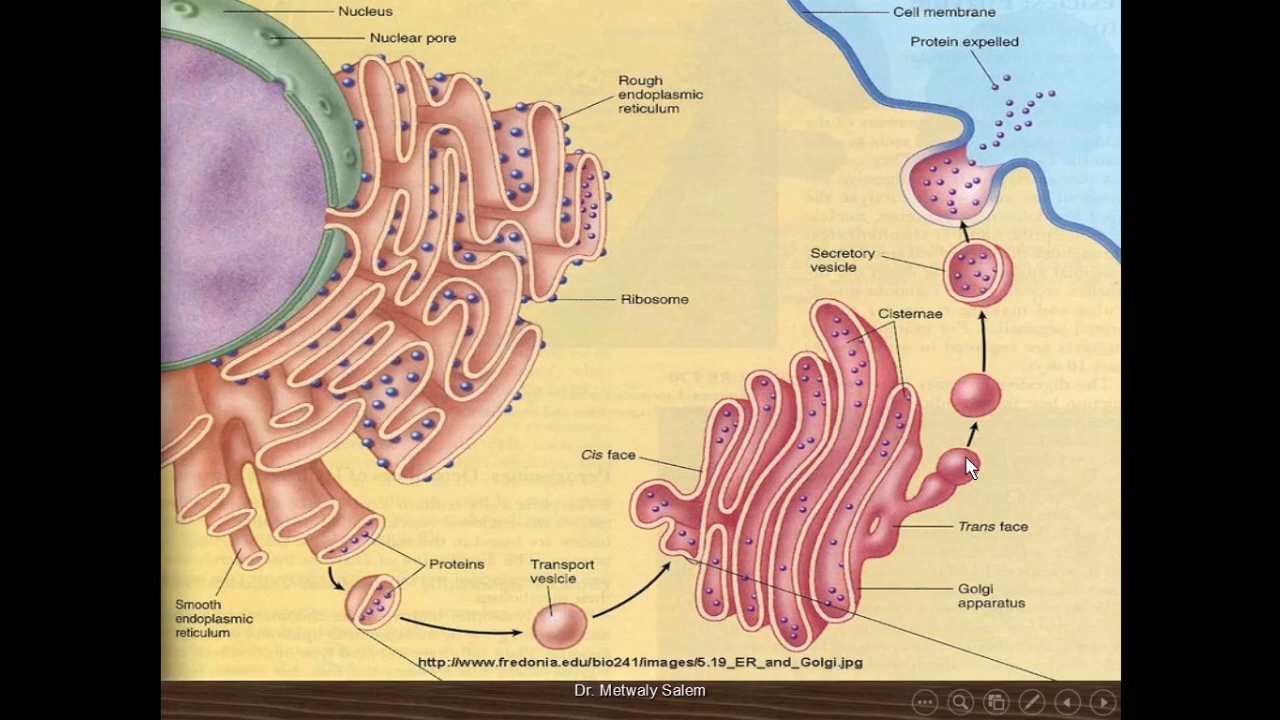 Nucleus
Nuclear pore
Rough
endoplasmic
reticulum
Ribosome
Cell membrane
Protein expelled
Secretory
vesicle
Cisternae
Cis face
Trans face
Golgi
apparatus
Proteins
Transport
vesicle
Smooth
endoplasmic
reticulum
http://www.fredonia.edu/bio241/images/5.19_ER_and_Golgi.jpg
Dr. Metwaly Salem